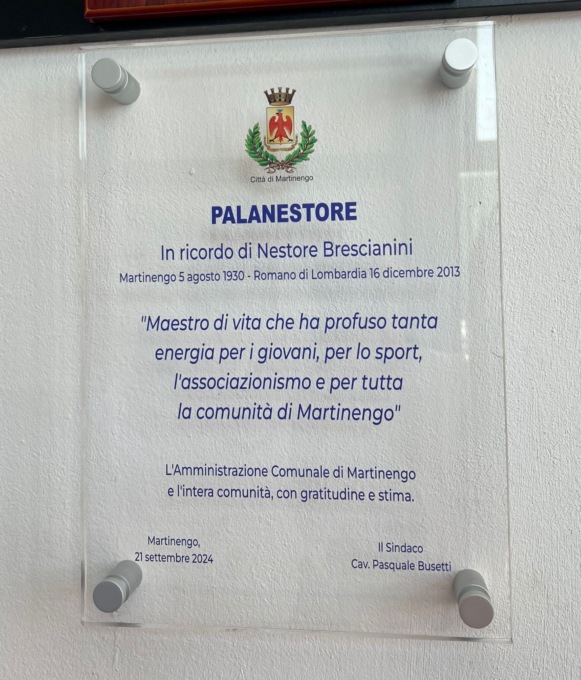 Città di Martinengo
PALANESTORE
In ricordo di Nestore Brescianini
Martinengo 5 agosto 1930 - Romano di Lombardia 16 dicembre 2013
"Maestro di vita che ha profuso tanta
energia per i giovani, per lo sport,
l'associazionismo e per tutta
la comunità di Martinengo"
L'Amministrazione Comunale di Martinengo
e l'intera comunità, con gratitudine e stima.
Martinengo,
21 settembre 2024
Il Sindaco
Cav. Pasquale Busetti